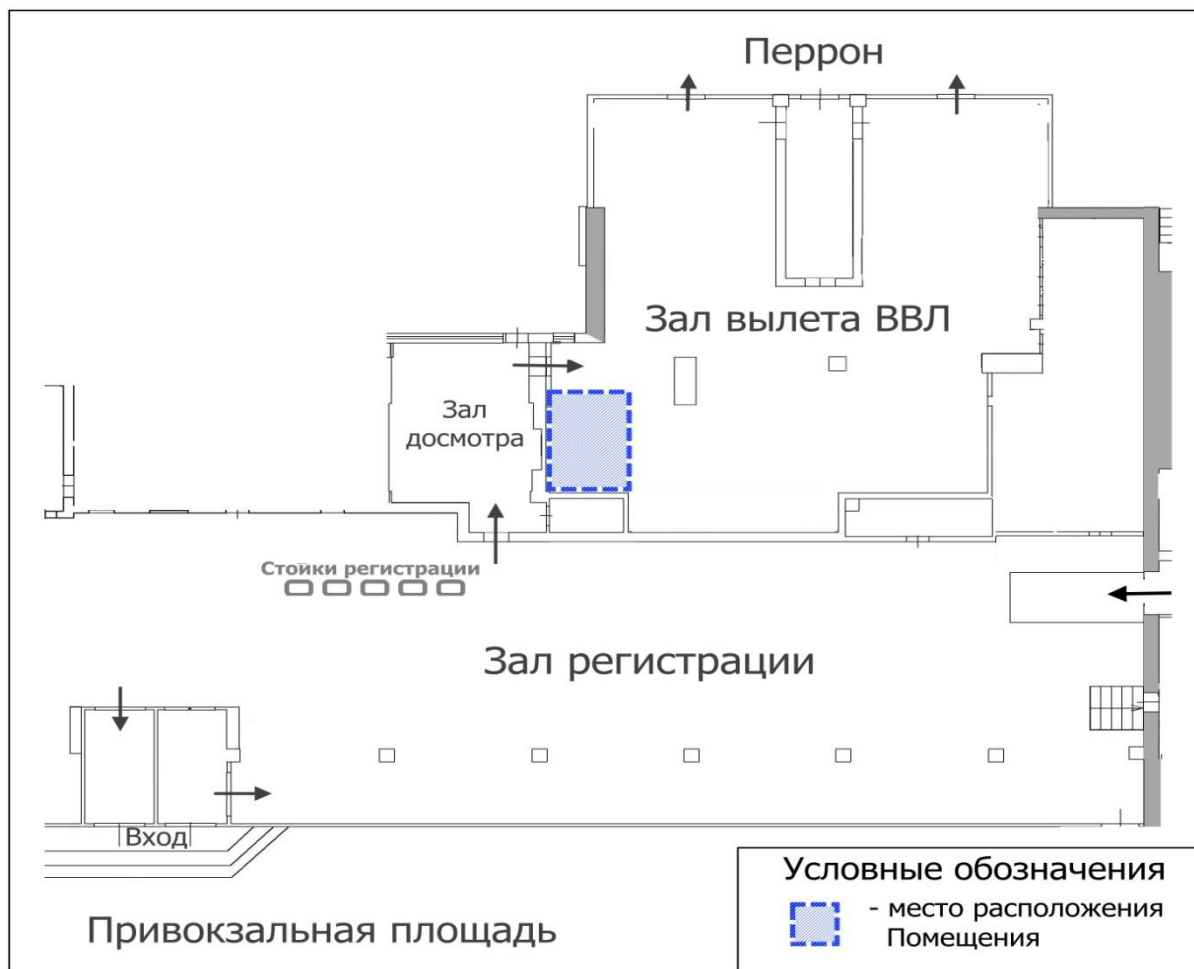 Перрон
Зал вылета ВВЛ
Зал
досмотра
Стойки регистрации
Зал регистрации
Вход
Привокзальная площадь
Условные обозначения
- место расположения
Помещения